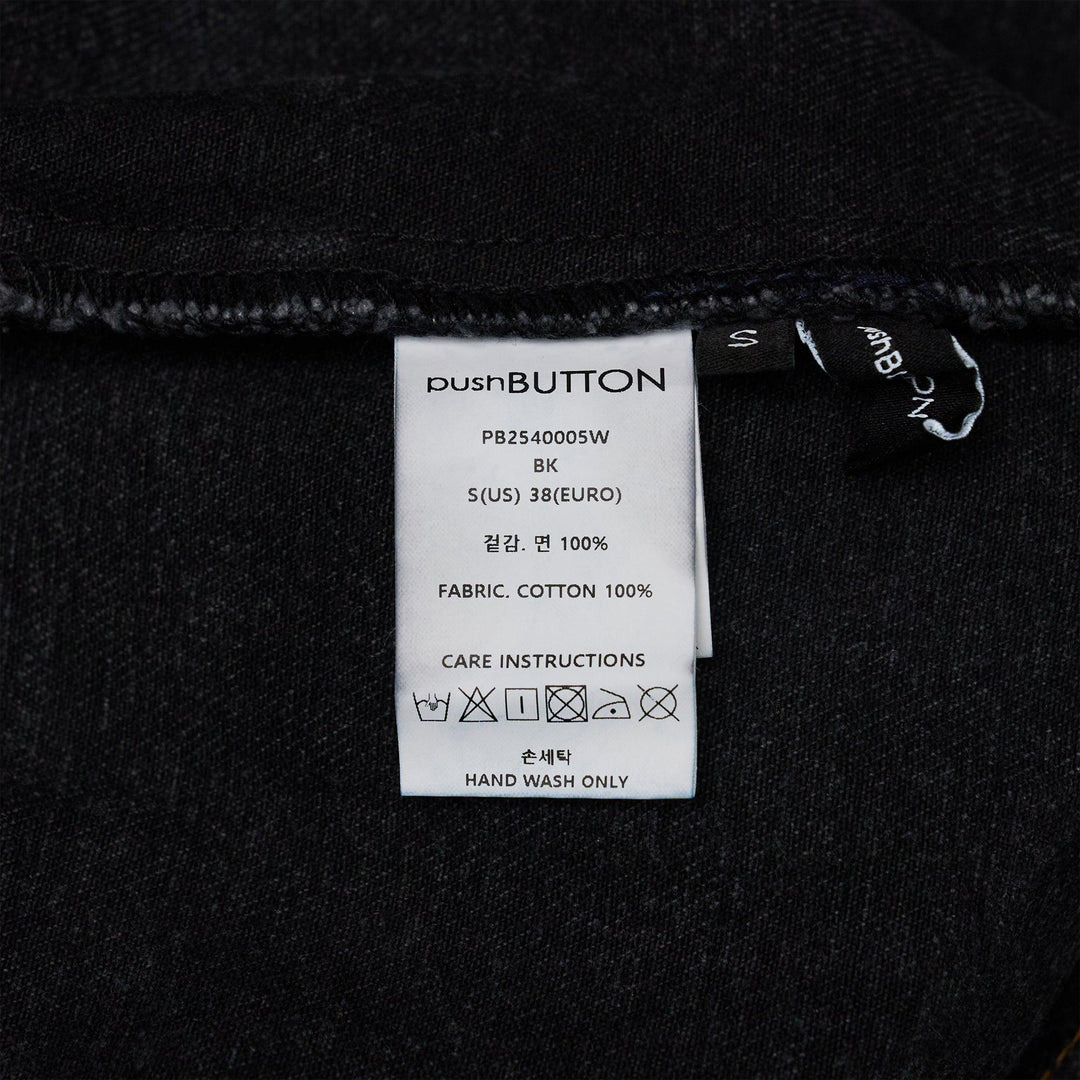 pushBUTTON
PB2540005W
BK
S(US) 38(EURO)
겉감. 면 100%
FABRIC. COTTON 100%
CARE INSTRUCTIONS
손세탁
HAND WASH ONLY
S